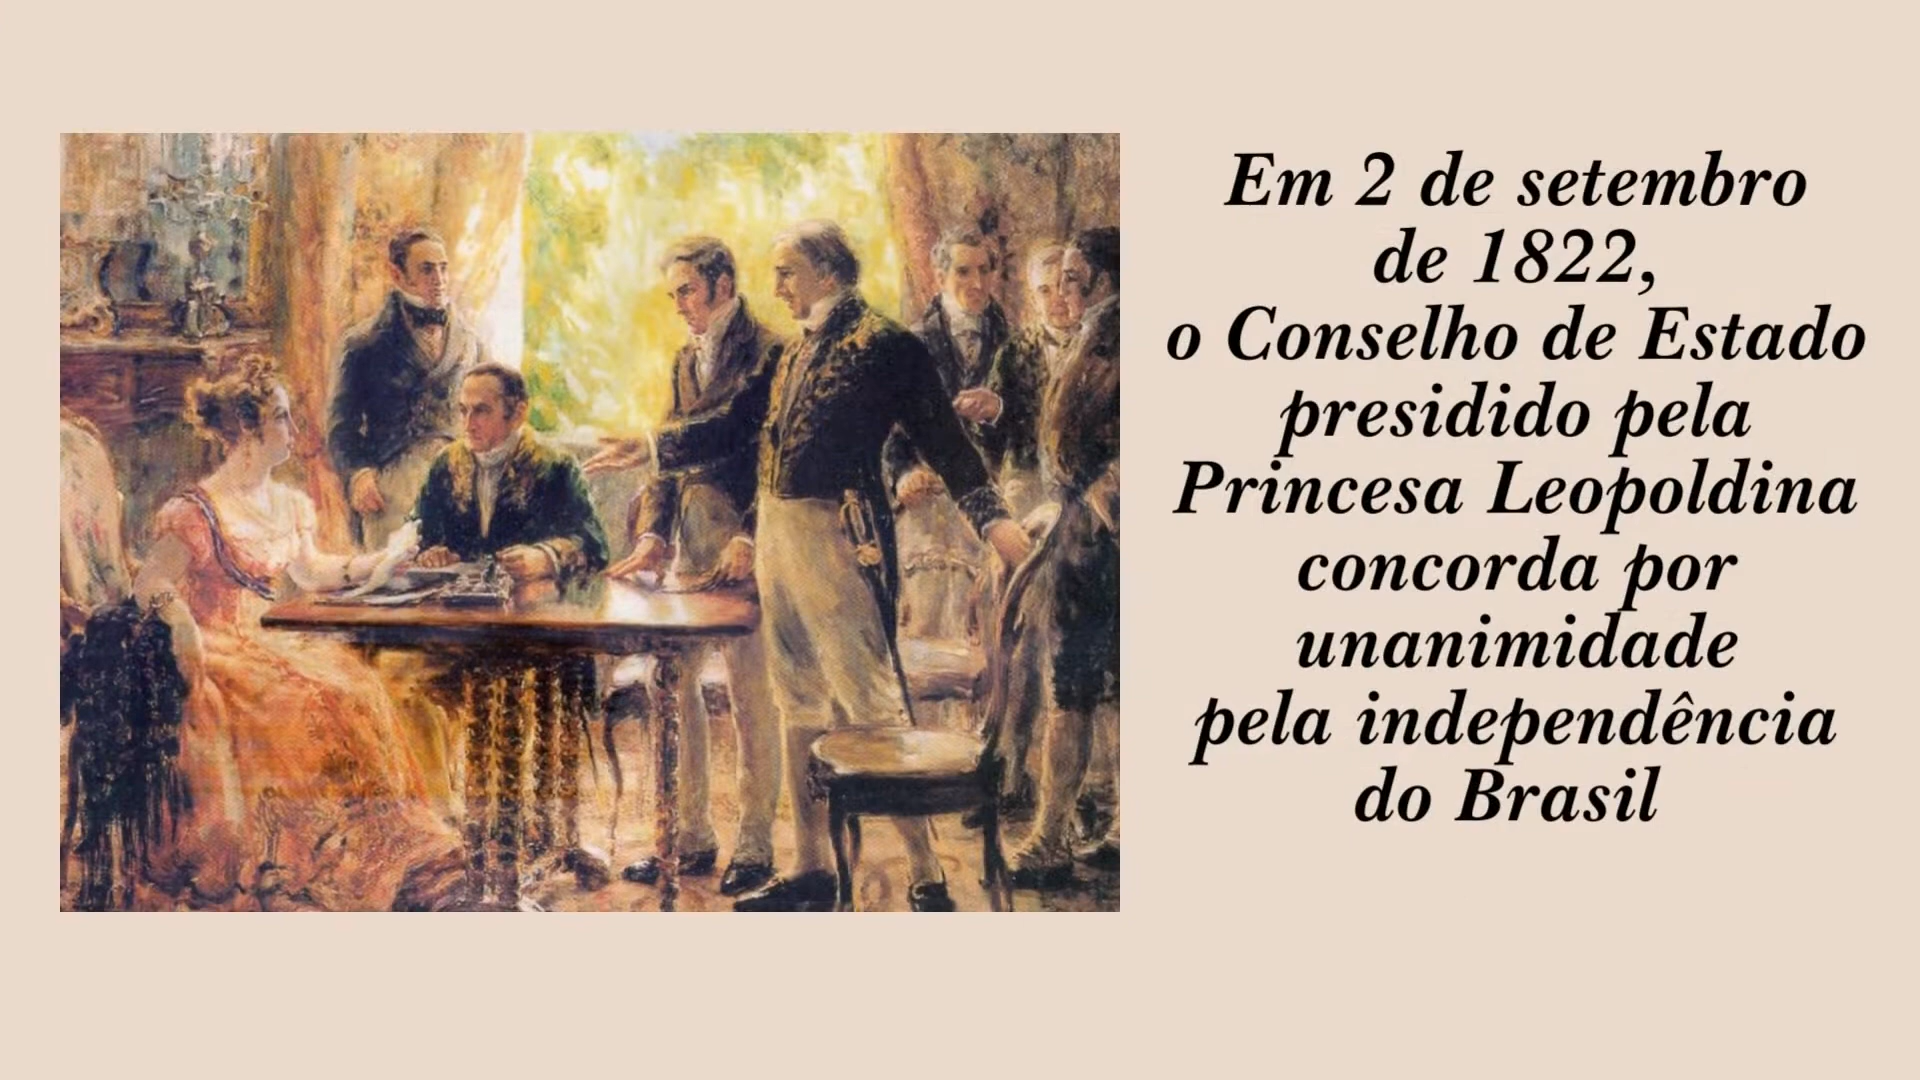 Em 2 de setembro
de 1822,
o Conselho de Estado
presidido pela
Princesa Leopoldina
concorda por
unanimidade
pela independência
do Brasil